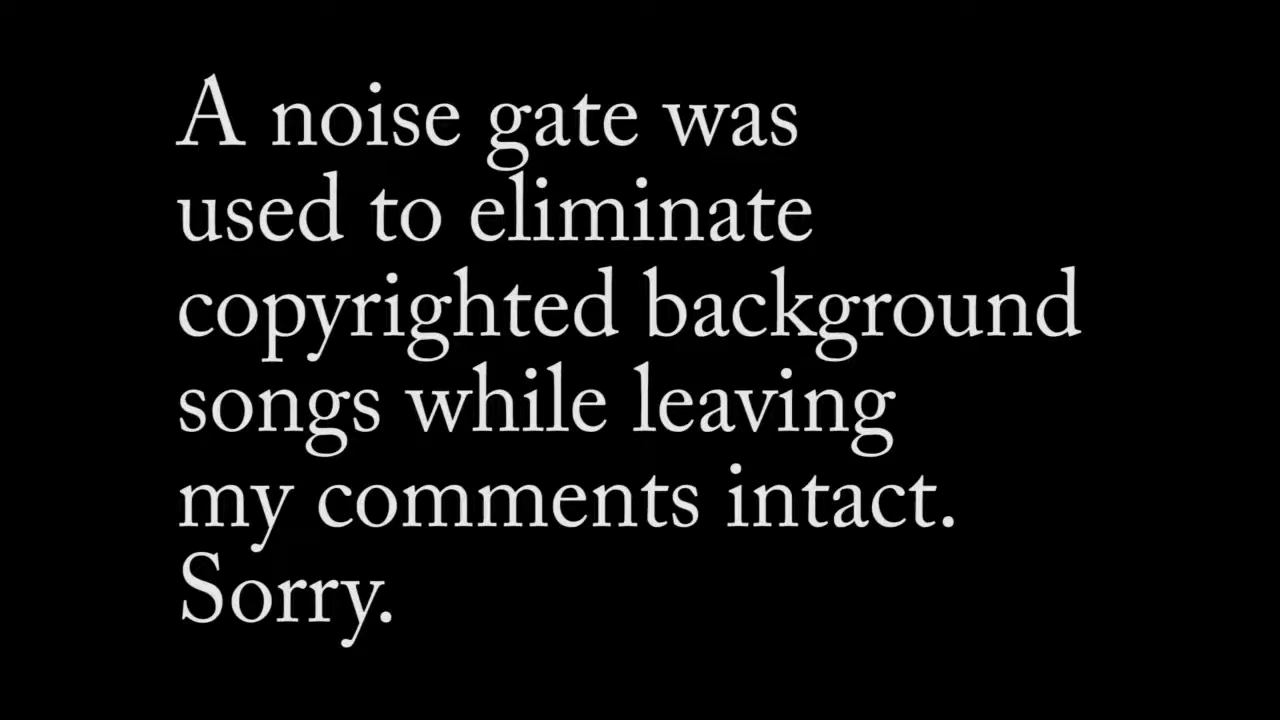 A noise gate was
used to eliminate
copyrighted background
songs while leaving
my comments intact.
Sorry.